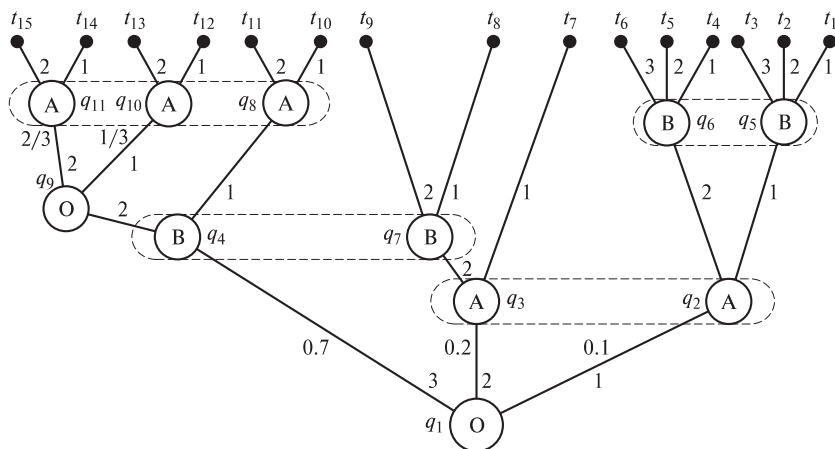 t15 t14 t13 t12 t11 t10 t9 t8 t7 t6 t5 t4 t3 t2 t1
2 1 2 1 2 1 3 2 1 3 2 1
A q11 q10 A q8 A B q6 q5 B
2/3 1/3
q9 2 1 1 2 1 1 2 1
O 2 B q4 q7 B
2
A q3 q2 A
0.7 0.2 0.1
3 2 1
q1 O